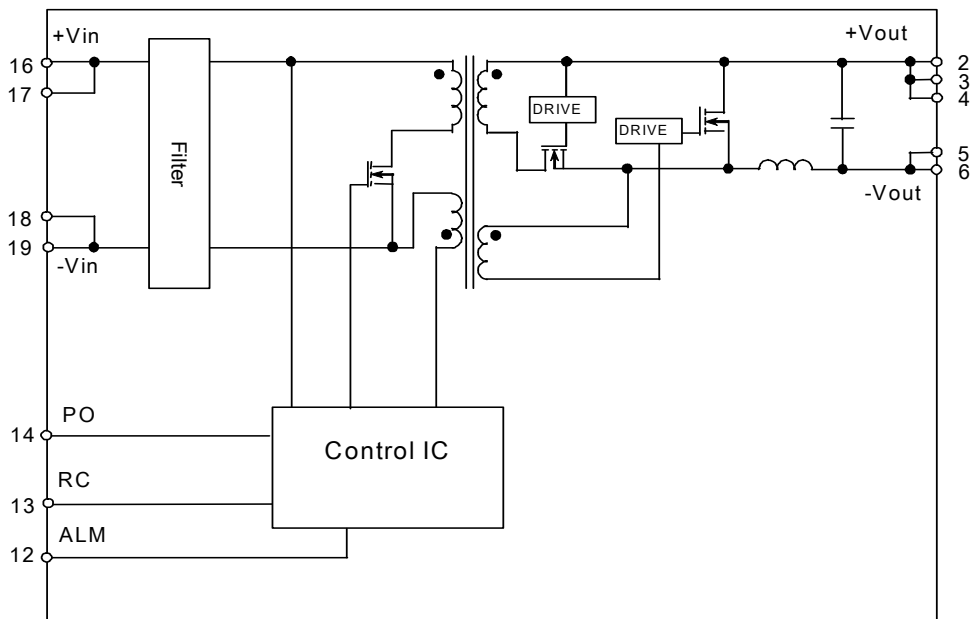 +Vin
+Vout
16
17
2
3
4
DRIVE
DRIVE
Filter
5
6
-Vout
18
19
-Vin
PO
14
Control IC
RC
13
ALM
12